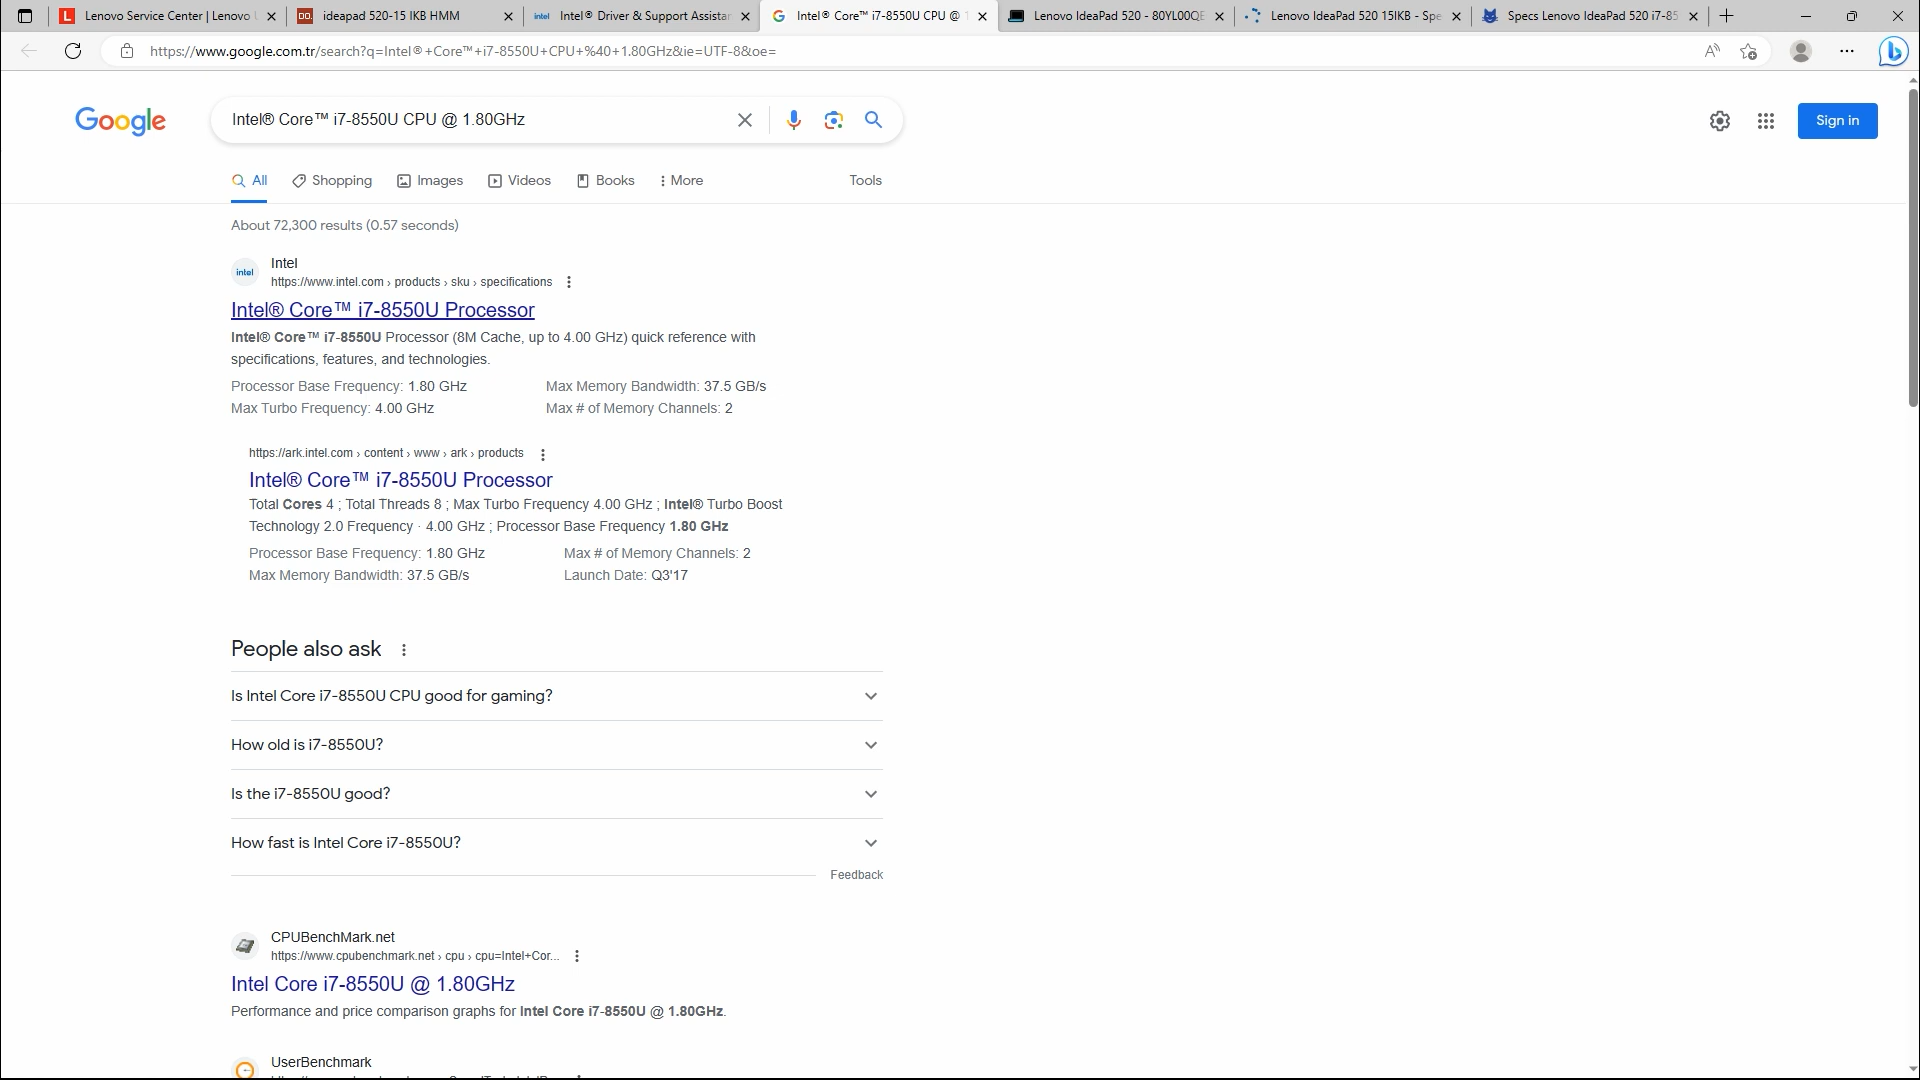 Lenovo Service Center | Lenovo
ideapad 520-15 IKB HMM
Intel® Driver & Support Assistan
Intel® Core™ i7-8550U CPU @ 1
Lenovo IdeaPad 520 - 80YL00QE
Lenovo IdeaPad 520 15IKB - Spe
Specs Lenovo IdeaPad 520 i7-85
https://www.google.com.tr/search?q=Intel®+Core™+i7-8550U+CPU+%40+1.80GHz&ie=UTF-8&oe=
Google
Intel® Core™ i7-8550U CPU @ 1.80GHz
Sign in
All
Shopping
Images
Videos
Books
More
Tools
About 72,300 results (0.57 seconds)
intel
Intel
https://www.intel.com › products › sku › specifications
Intel® Core™ i7-8550U Processor
Intel® Core™ i7-8550U Processor (8M Cache, up to 4.00 GHz) quick reference with
specifications, features, and technologies.
Processor Base Frequency: 1.80 GHz
Max Memory Bandwidth: 37.5 GB/s
Max Turbo Frequency: 4.00 GHz
Max # of Memory Channels: 2
https://ark.intel.com › content › www › ark › products
Intel® Core™ i7-8550U Processor
Total Cores 4 ; Total Threads 8 ; Max Turbo Frequency 4.00 GHz ; Intel® Turbo Boost
Technology 2.0 Frequency · 4.00 GHz ; Processor Base Frequency 1.80 GHz
Processor Base Frequency: 1.80 GHz
Max # of Memory Channels: 2
Max Memory Bandwidth: 37.5 GB/s
Launch Date: Q3'17
People also ask
Is Intel Core i7-8550U CPU good for gaming?
How old is i7-8550U?
Is the i7-8550U good?
How fast is Intel Core i7-8550U?
Feedback
CPUBenchMark.net
https://www.cpubenchmark.net › cpu › cpu=Intel+Cor...
Intel Core i7-8550U @ 1.80GHz
Performance and price comparison graphs for Intel Core i7-8550U @ 1.80GHz.
UserBenchmark